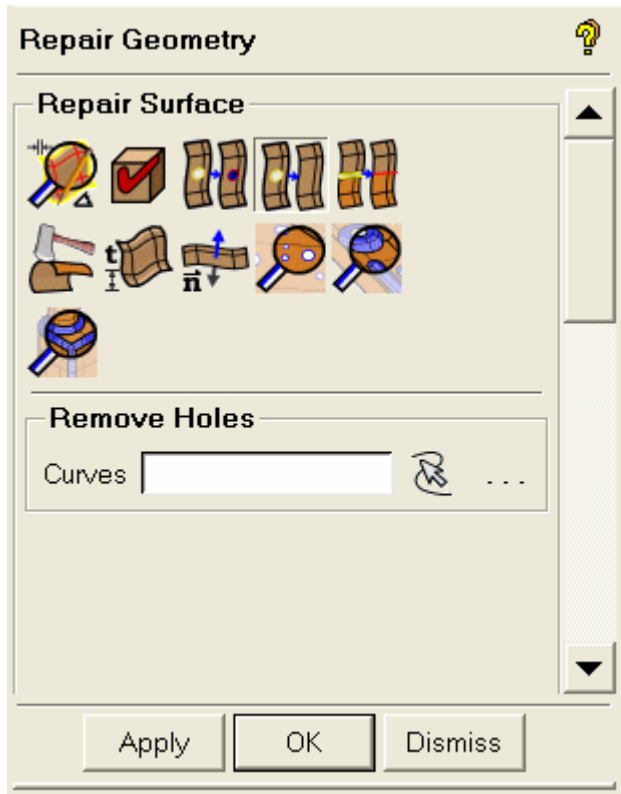 Repair Geometry
Repair Surface
t
n
Remove Holes
Curves
. . .
Apply OK Dismiss